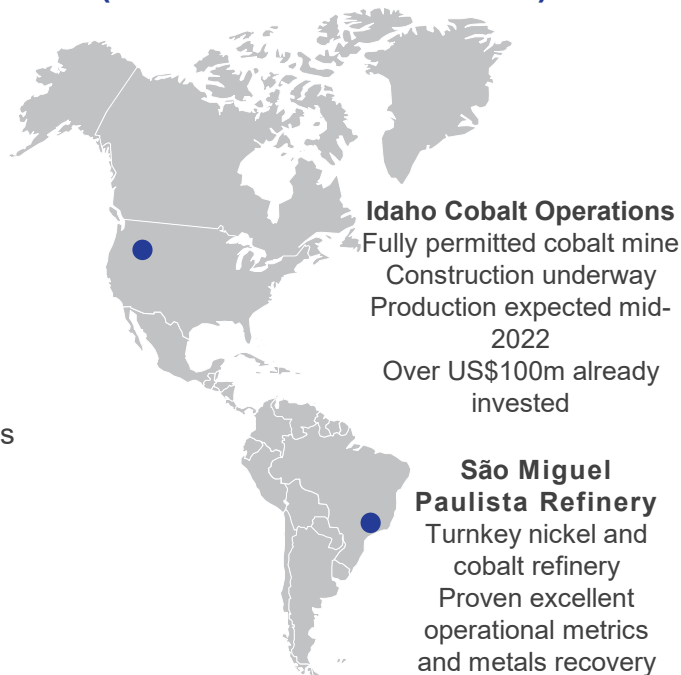 Idaho Cobalt Operations
Fully permitted cobalt mine
Construction underway
Production expected mid-
2022
Over US$100m already
invested
s
São Miguel
Paulista Refinery
Turnkey nickel and
cobalt refinery
Proven excellent
operational metrics
and metals recovery